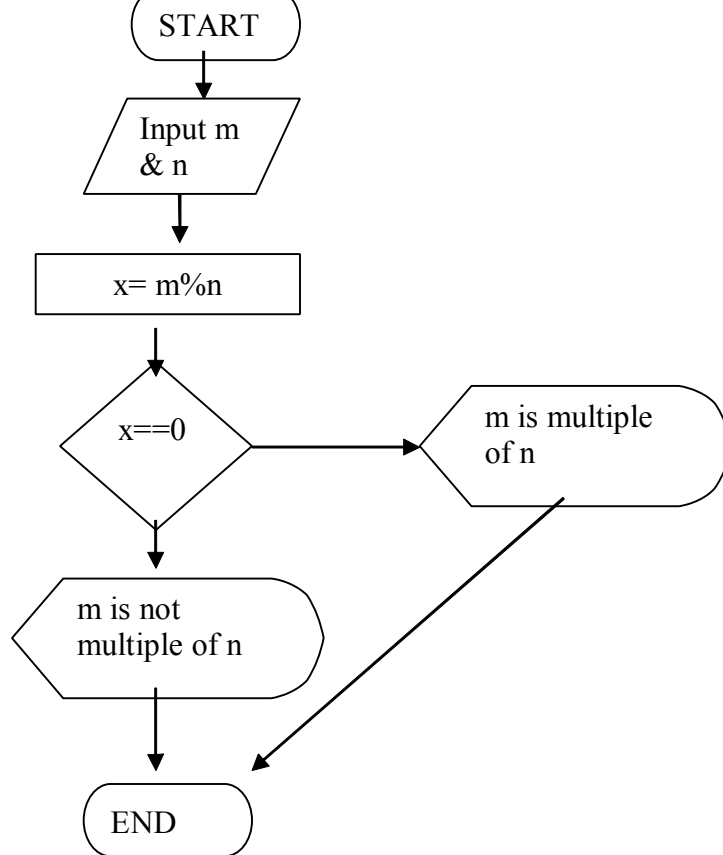 START
Input m
& n
x= m%n
x==0
m is multiple
of n
m is not
multiple of n
END